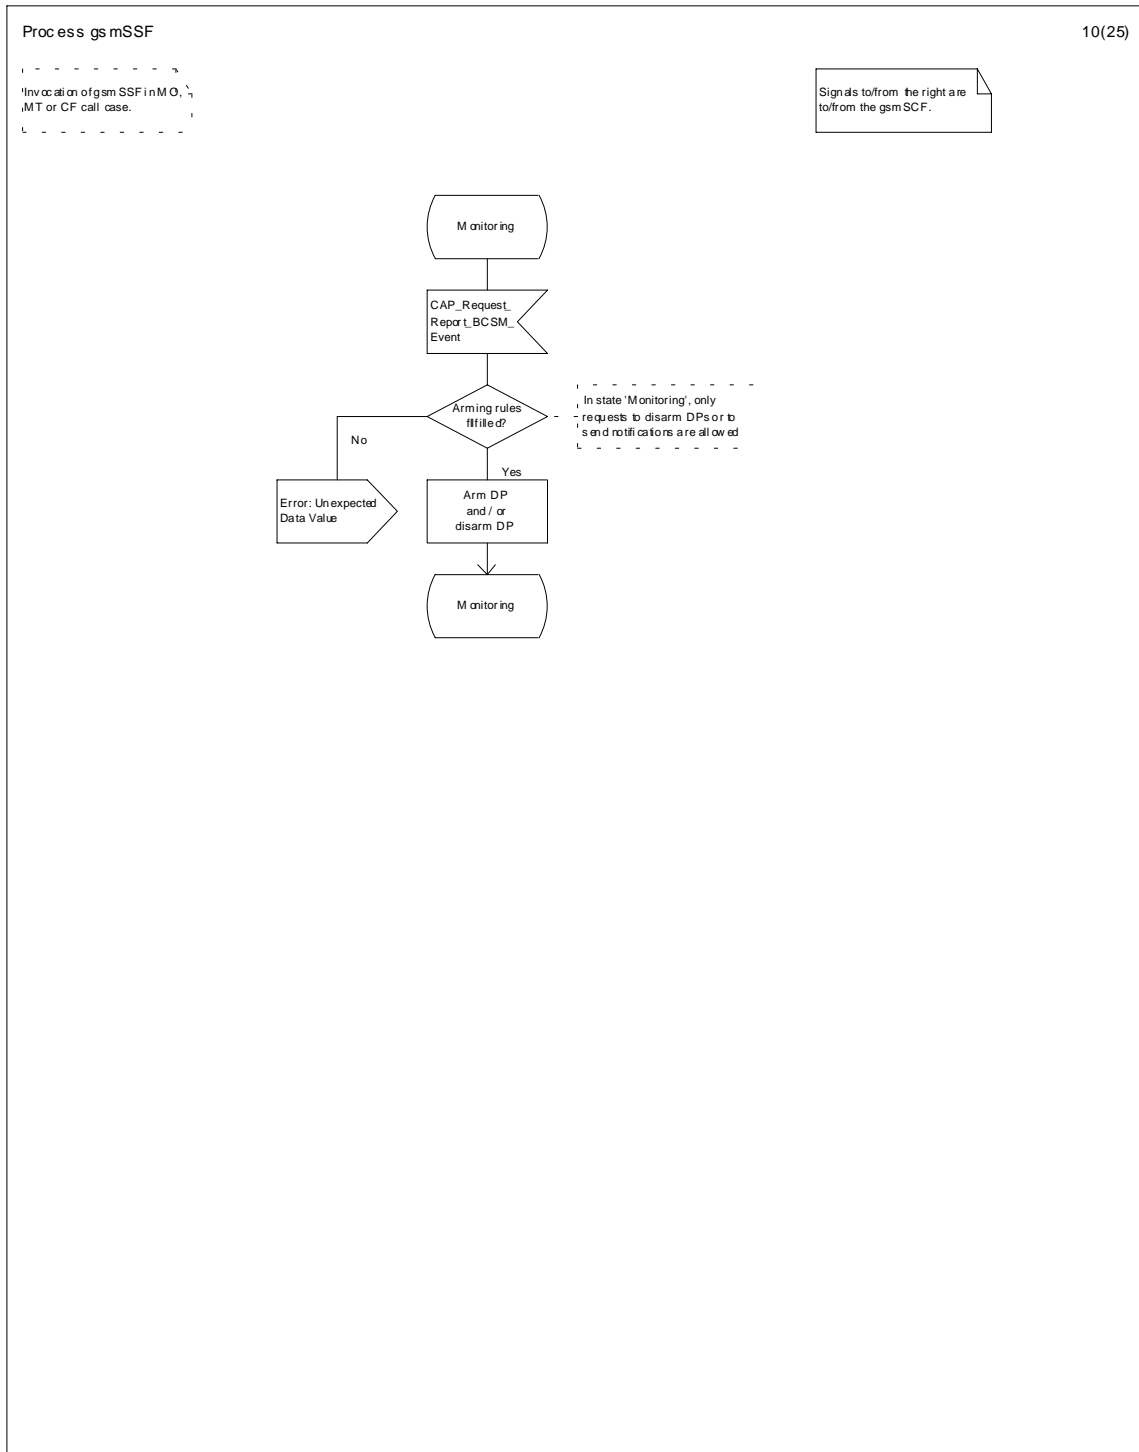 Process gsmSSF
10(25)
Invocation of gsmSSF in MO,
MT or CF call case.
Signals to/from the right are
to/from the gsmSCF.
Monitoring
CAP_Request_
Report_BCSM_
Event
Arming rules
flfilled?
In state 'Monitoring', only
requests to disarm DPs or to
send notifications are allowed
No
Yes
Error: Unexpected
Data Value
Arm DP
and / or
disarm DP
Monitoring